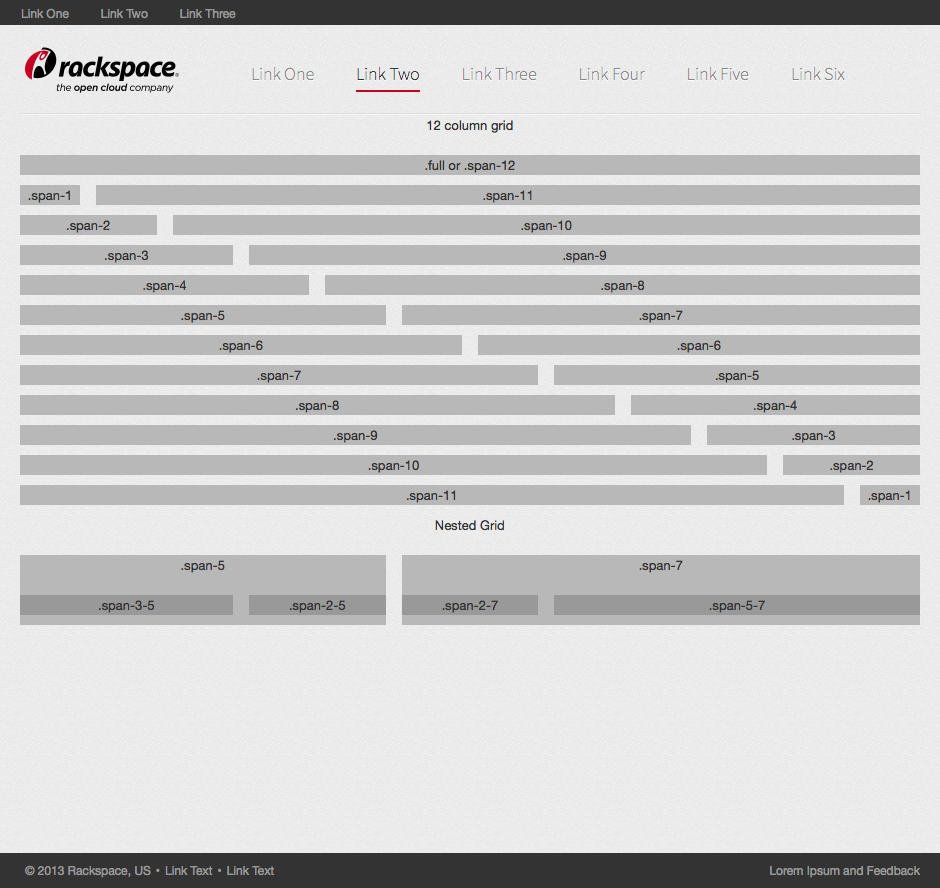 Link One Link Two Link Three
rackspace.
the open cloud company
Link One Link Two Link Three Link Four Link Five Link Six
12 column grid
.full or .span-12
.span-1 .span-11
.span-2 .span-10
.span-3 .span-9
.span-4 .span-8
.span-5 .span-7
.span-6 .span-6
.span-7 .span-5
.span-8 .span-4
.span-9 .span-3
.span-10 .span-2
.span-11 .span-1
Nested Grid
.span-5 .span-7
.span-3-5 .span-2-5 .span-2-7 .span-5-7
© 2013 Rackspace, US • Link Text • Link Text Lorem Ipsum and Feedback